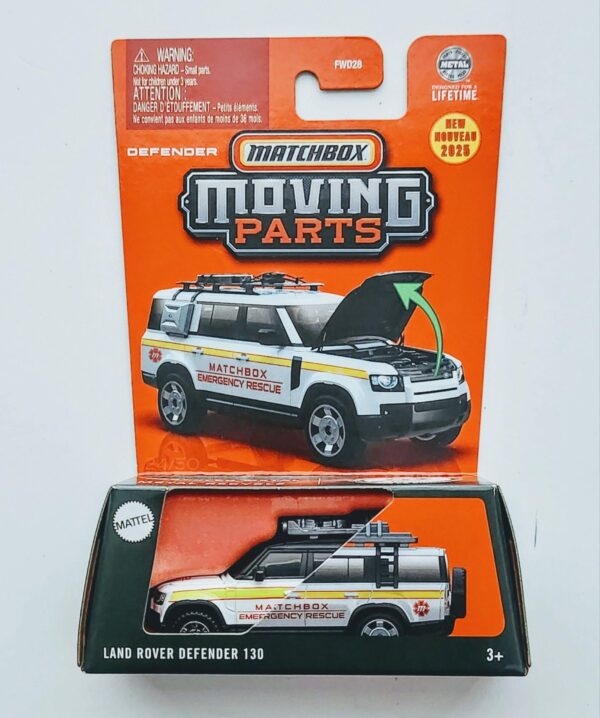 WARNING:
CHOKING HAZARD – Small parts.
Not for children under 3 years.
ATTENTION :
DANGER D'ÉTOUFFEMENT – Petits éléments.
Ne convient pas aux enfants de moins de 36 mois.
FWD28
METAL
DESIGNED FOR A
LIFETIME
NEW
NOUVEAU
2025
DEFENDER
MATCHBOX
MOVING
PARTS
m
MATCHBOX
EMERGENCY RESCUE
24/50
MATTEL
MATCHBOX
EMERGENCY RESCUE
m
LAND ROVER DEFENDER 130
3+